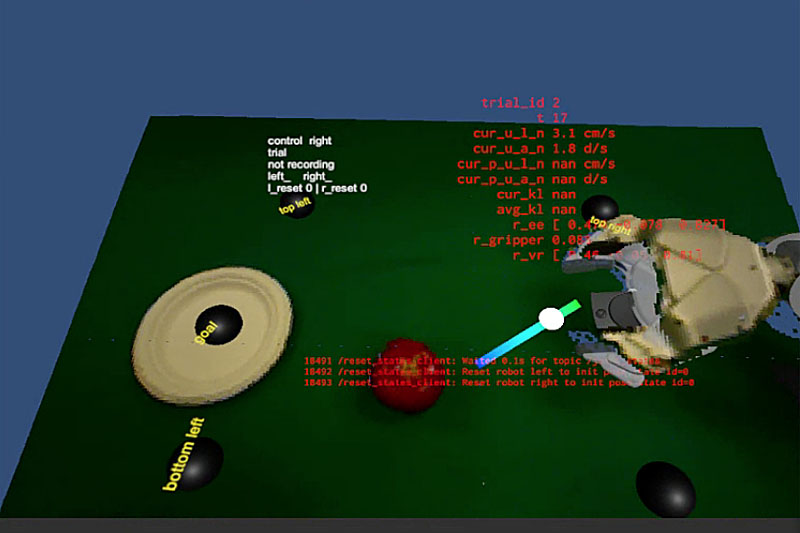 trial_id 2
t 17
cur_u_l_n 3.1 cm/s
cur_u_a_n 1.8 d/s
cur_p_u_l_n nan cm/s
cur_p_u_a_n nan d/s
cur_kl nan
avg_kl nan
r_ee [
r_gripper
r_vr [
control right
trial
not recording
left_ right_
l_reset 0 | r_reset 0
top left
top right
goal
18491 /reset_states_client: Waited 0.1s for topic
18492 /reset_states_client: Reset robot left to init pos state id=0
18493 /reset_states_client: Reset robot right to init pos state id=0
bottom left